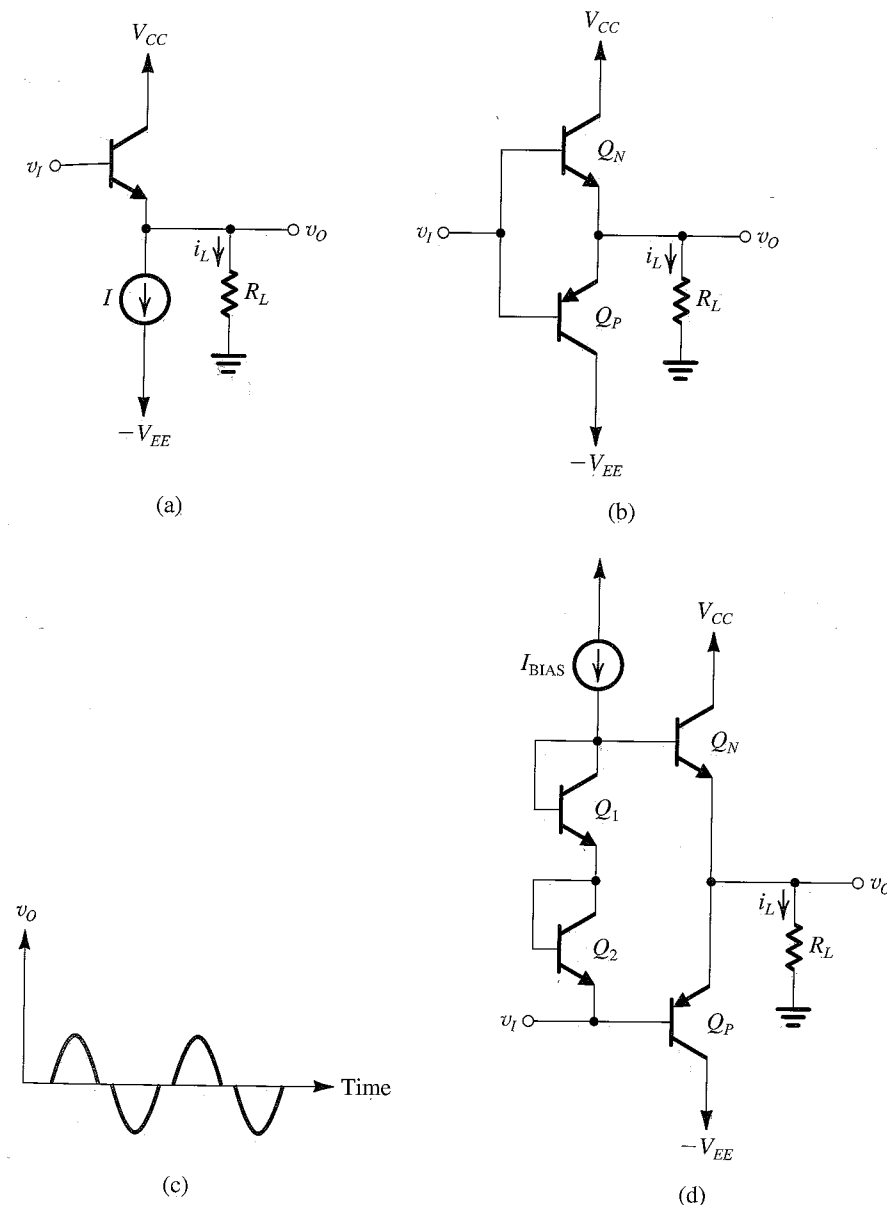 V_CC
v_I
i_L
v_O
I
R_L
−V_EE
(a)
V_CC
Q_N
v_I
i_L
v_O
R_L
Q_P
−V_EE
(b)
v_O
Time
(c)
V_CC
I_BIAS
Q_N
Q_1
v_O
i_L
Q_2
R_L
v_I
Q_P
−V_EE
(d)